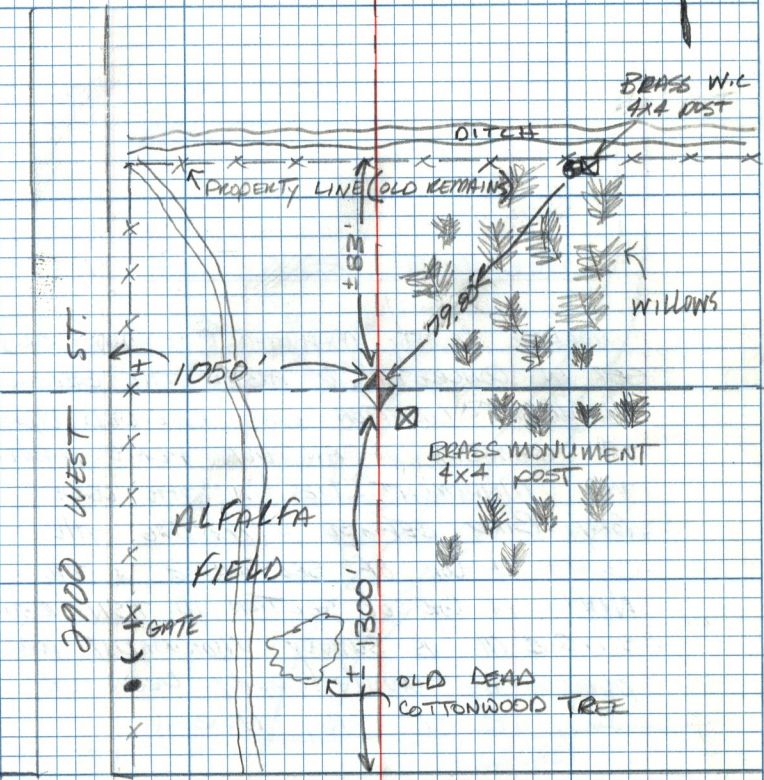 BRASS W.C
4x4 POST
DITCH
PROPERTY LINE (OLD REMAINS)
±83'
79.80'
WILLOWS
2900 WEST ST.
± 1050'
BRASS MONUMENT
4x4 post
ALFALFA
FIELD
GATE
± 1300'
OLD DEAD
COTTONWOOD TREE